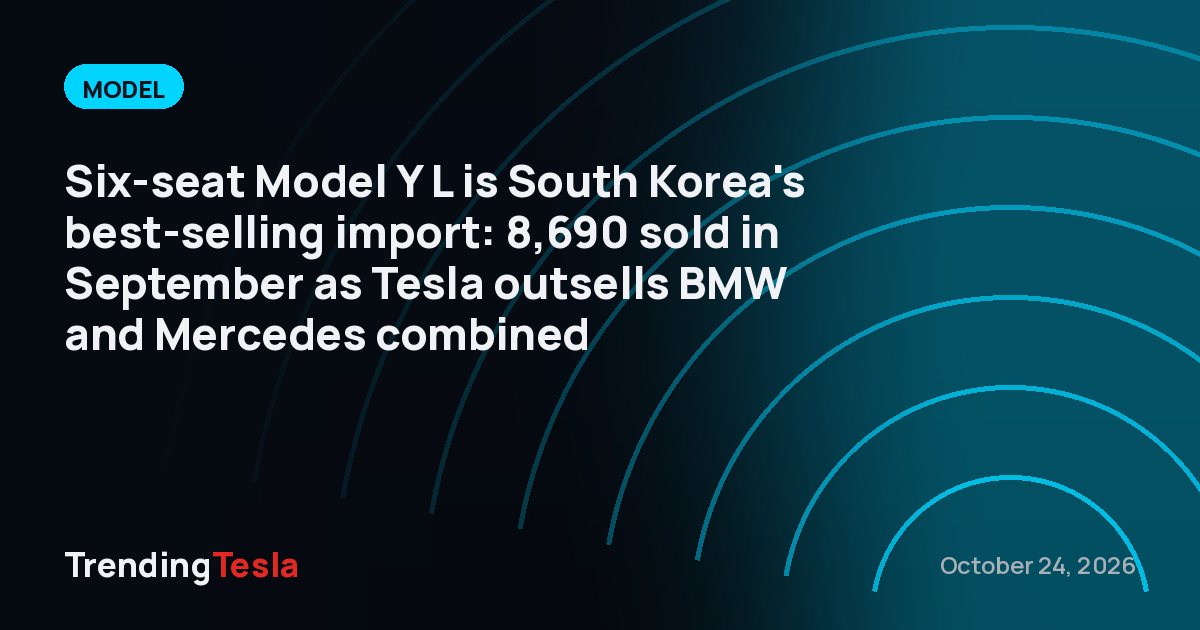 MODEL
Six-seat Model Y L is South Korea's
best-selling import: 8,690 sold in
September as Tesla outsells BMW
and Mercedes combined
TrendingTesla
October 24, 2026